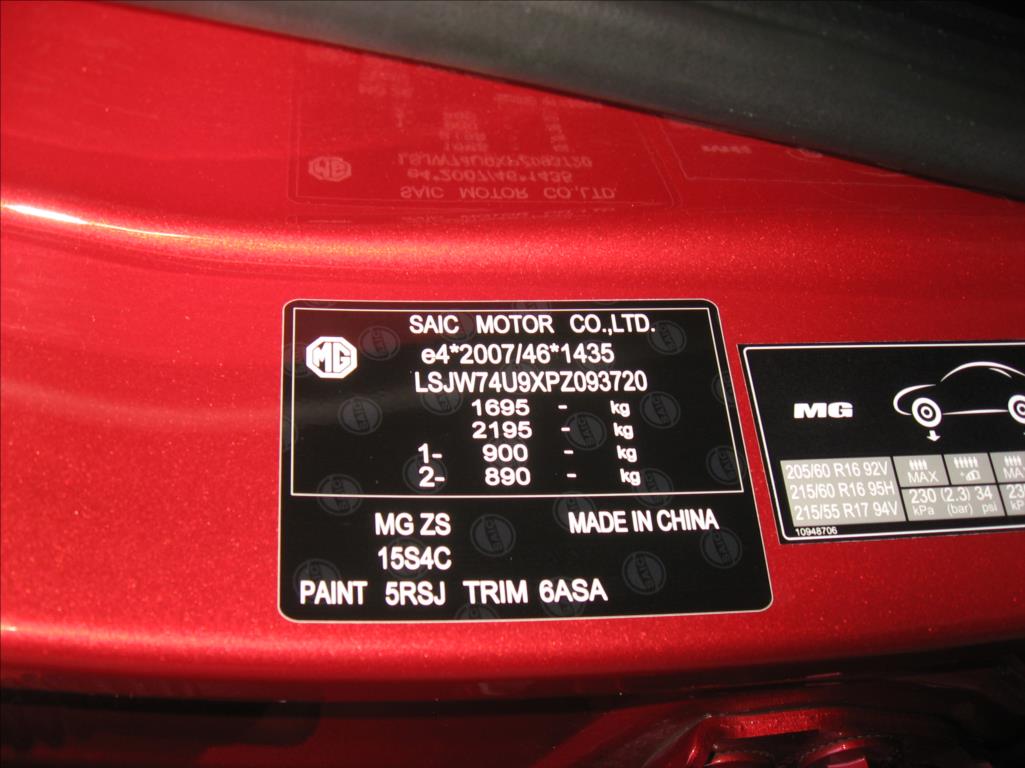 SAIC MOTOR CO.,LTD.
MG
e4*2007/46*1435
LSJW74U9XPZ093720
1695 - kg
2195 - kg
1- 900 - kg
2- 890 - kg
MG ZS MADE IN CHINA
15S4C
PAINT 5RSJ TRIM 6ASA
MG
205/60 R16 92V
215/60 R16 95H
215/55 R17 94V
MAX
230 (2.3) 34
kPa (bar) psi
10948706